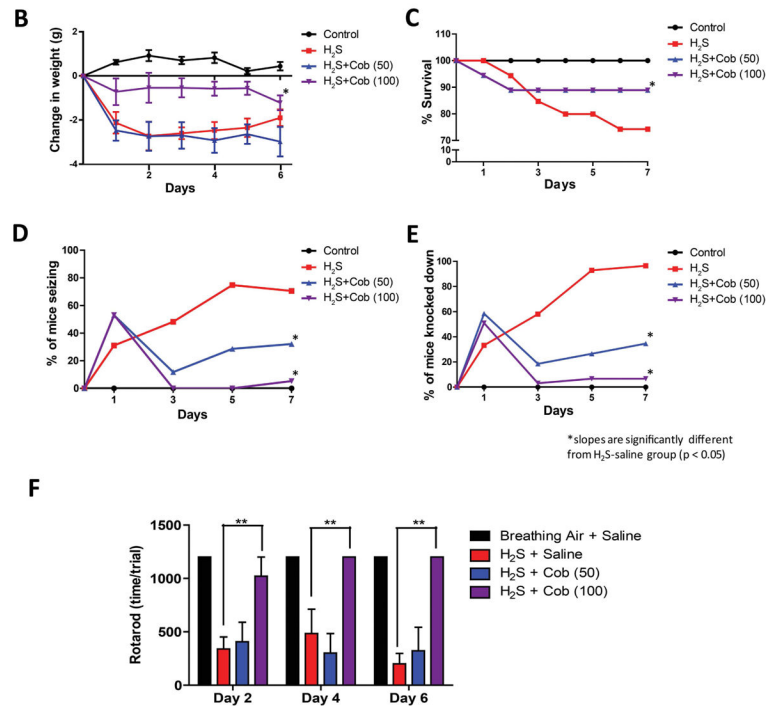 B
Change in weight (g)
2
0
-2
-4
2
4
6
Days
Control
H₂S
H₂S+Cob (50)
H₂S+Cob (100)
*
C
% Survival
100
90
80
70
10
0
1
3
5
7
Days
Control
H₂S
H₂S+Cob (50)
H₂S+Cob (100)
*
D
% of mice seizing
100
80
60
40
20
0
1
3
5
7
Days
Control
H₂S
H₂S+Cob (50)
H₂S+Cob (100)
*
*
E
% of mice knocked down
100
80
60
40
20
0
1
3
5
7
Days
Control
H₂S
H₂S+Cob (50)
H₂S+Cob (100)
*
*
*slopes are significantly different
from H₂S-saline group (p < 0.05)
F
Rotarod (time/trial)
1500
1000
500
0
**
**
**
Day 2
Day 4
Day 6
Breathing Air + Saline
H₂S + Saline
H₂S + Cob (50)
H₂S + Cob (100)